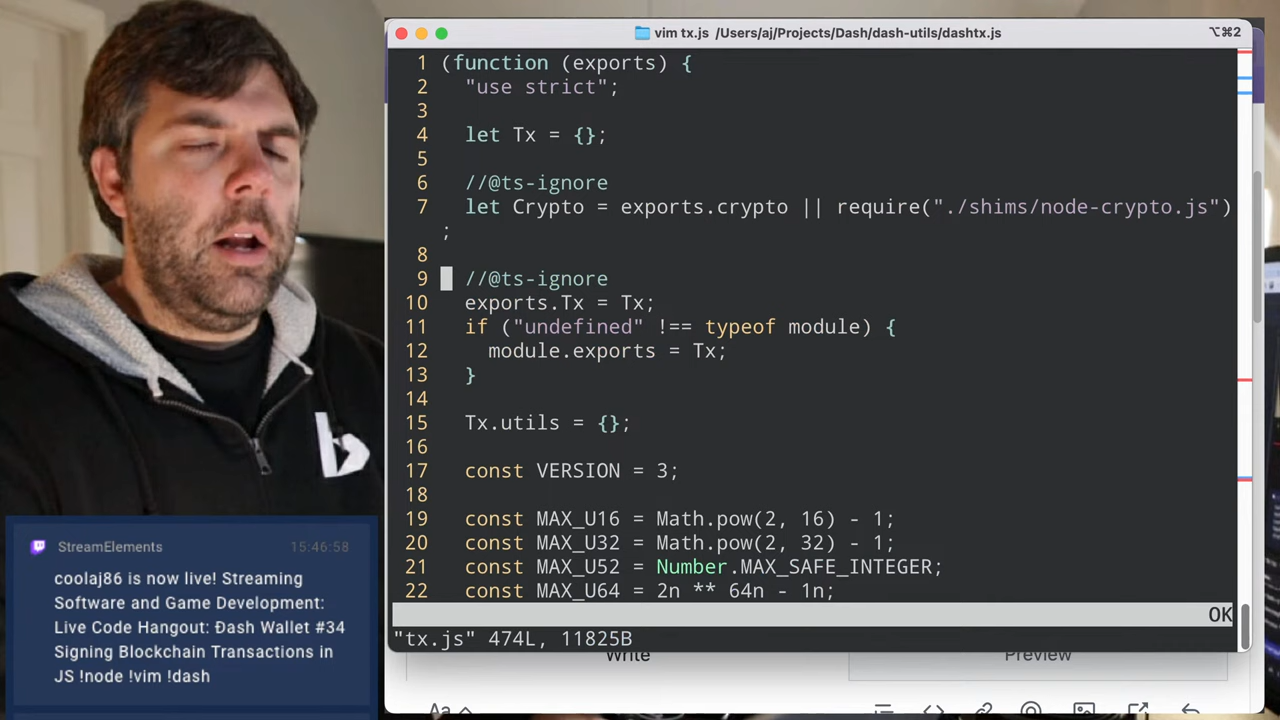 vim tx.js /Users/aj/Projects/Dash/dash-utils/dashtx.js
⌥⌘2
1 (function (exports) {
2 "use strict";
3
4 let Tx = {};
5
6 //@ts-ignore
7 let Crypto = exports.crypto || require("./shims/node-crypto.js")
;
8
9 //@ts-ignore
10 exports.Tx = Tx;
11 if ("undefined" !== typeof module) {
12 module.exports = Tx;
13 }
14
15 Tx.utils = {};
16
17 const VERSION = 3;
18
19 const MAX_U16 = Math.pow(2, 16) - 1;
20 const MAX_U32 = Math.pow(2, 32) - 1;
21 const MAX_U52 = Number.MAX_SAFE_INTEGER;
22 const MAX_U64 = 2n ** 64n - 1n;
OK
"tx.js" 474L, 11825B
Write
Preview
Aa
StreamElements 15:46:58
coolaj86 is now live! Streaming
Software and Game Development:
Live Code Hangout: Đash Wallet #34
Signing Blockchain Transactions in
JS !node !vim !dash